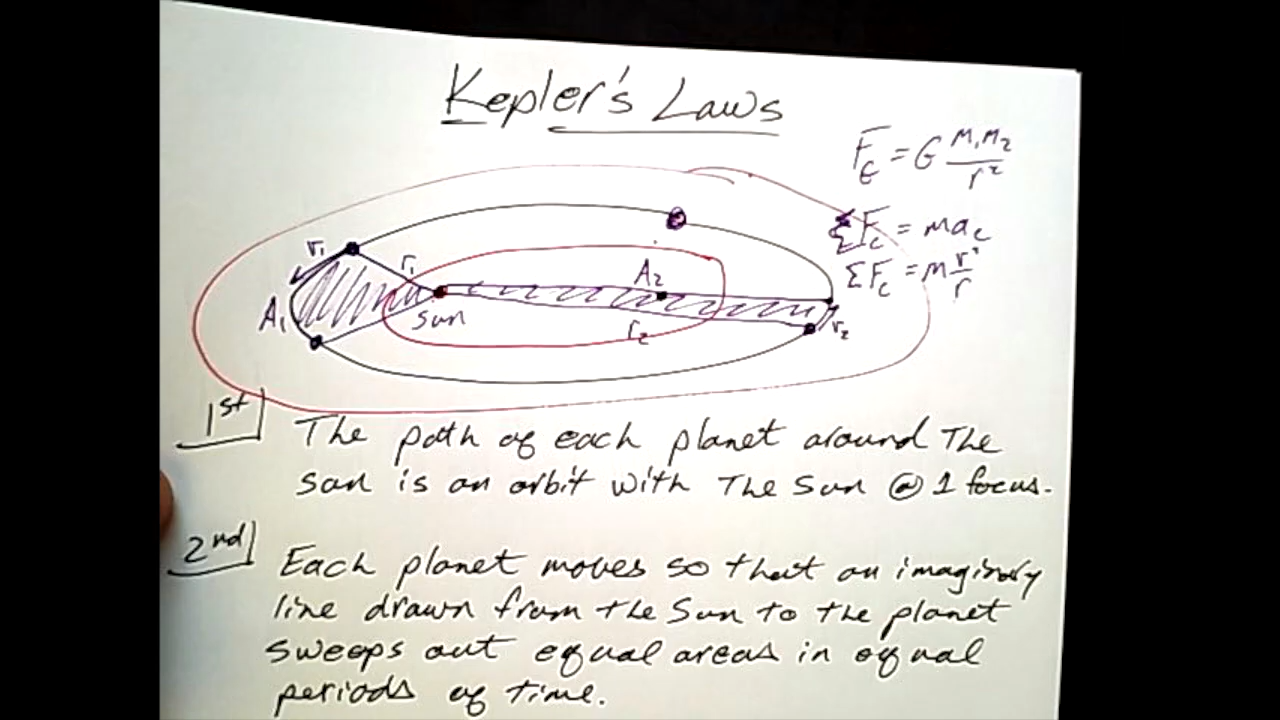 Kepler's Laws
F_G = G m₁m₂/r²
ΣF_c = ma_c
ΣF_c = m v²/r
v₁
r₁
A₁
Sun
A₂
r₂
v₂
1st
The path of each planet around The
sun is an orbit with The Sun @ 1 focus.
2nd
Each planet moves so that an imaginary
line drawn from the Sun to the planet
sweeps out equal areas in equal
periods of time.